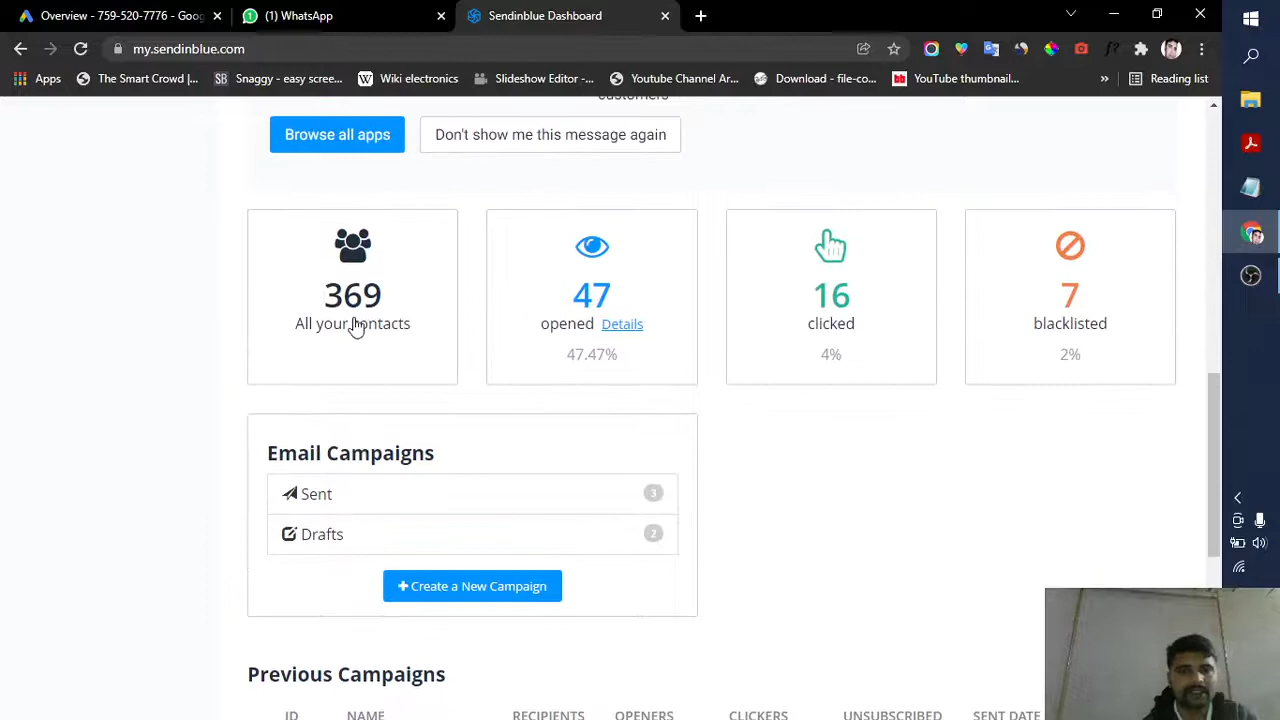 Overview - 759-520-7776 - Goog
(1) WhatsApp
Sendinblue Dashboard
my.sendinblue.com
Apps
The Smart Crowd |...
SB Snaggy - easy scree...
W Wiki electronics
Slideshow Editor -...
Youtube Channel Ar...
Download - file-co...
bb YouTube thumbnail...
»
Reading list
customers
Browse all apps
Don't show me this message again
369
All your contacts
47
opened Details
47.47%
16
clicked
4%
7
blacklisted
2%
Email Campaigns
Sent 3
Drafts 2
+ Create a New Campaign
Previous Campaigns
ID NAME RECIPIENTS OPENERS CLICKERS UNSUBSCRIBED SENT DATE